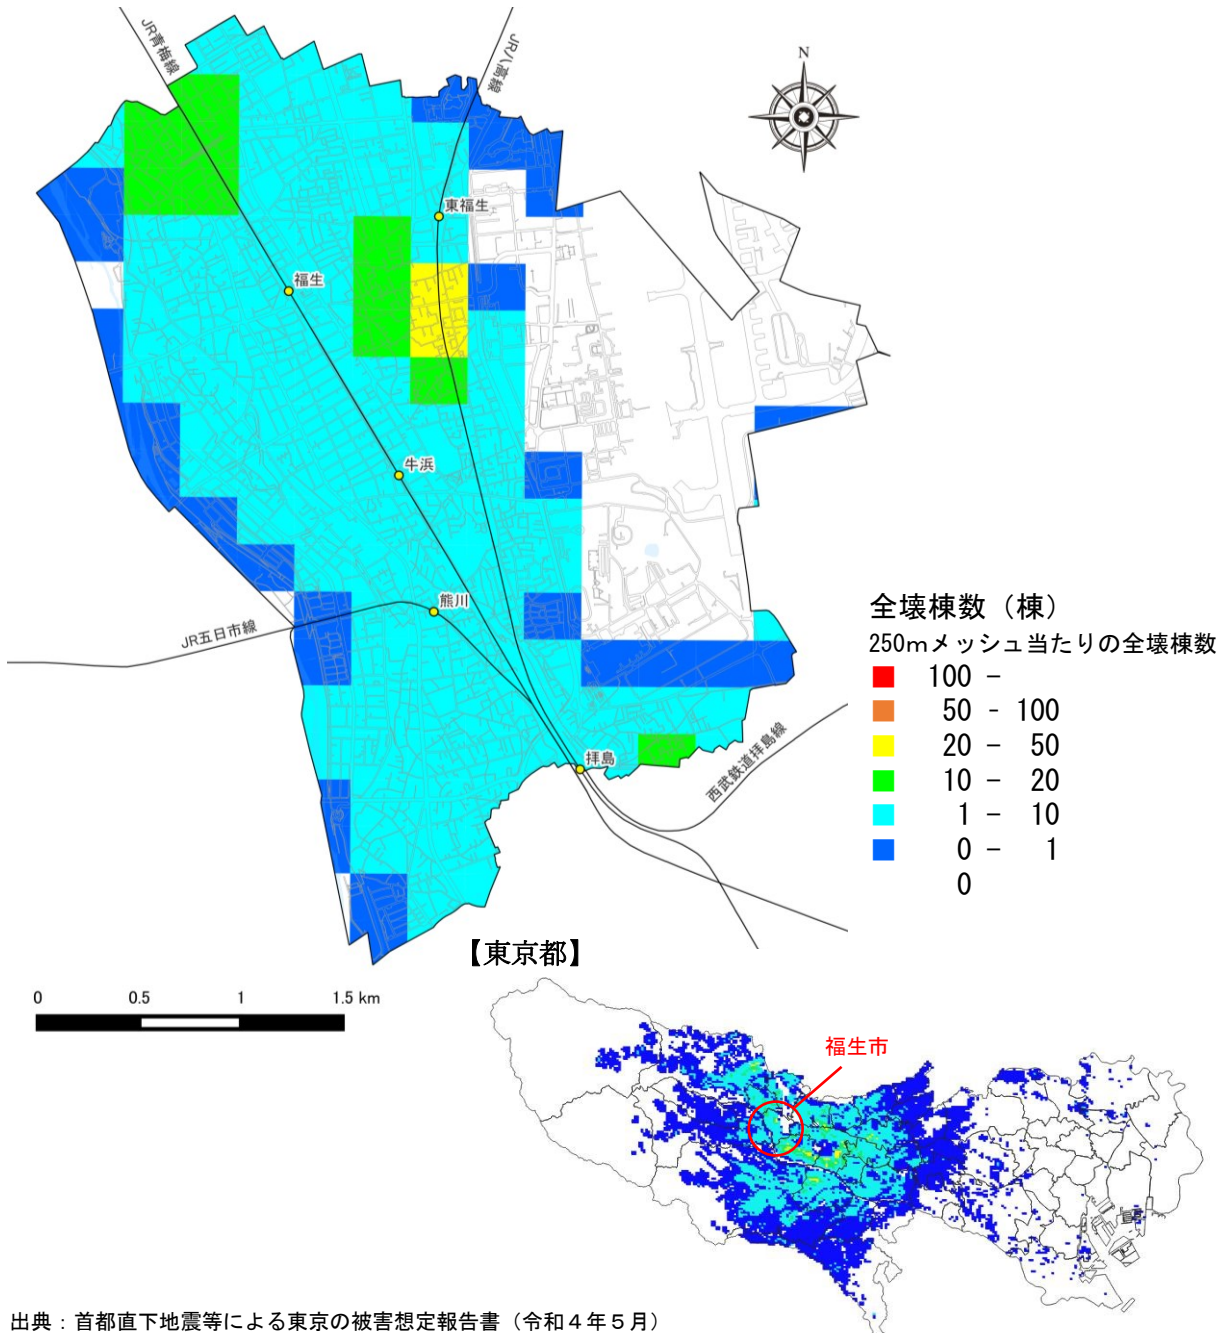 JR青梅線
JR八高線
N
東福生
福生
牛浜
熊川
JR五日市線
拝島
西武鉄道拝島線
全壊棟数（棟）
250mメッシュ当たりの全壊棟数
100 -
50 - 100
20 - 50
10 - 20
1 - 10
0 - 1
0
【東京都】
0 0.5 1 1.5 km
福生市
出典：首都直下地震等による東京の被害想定報告書（令和４年５月）